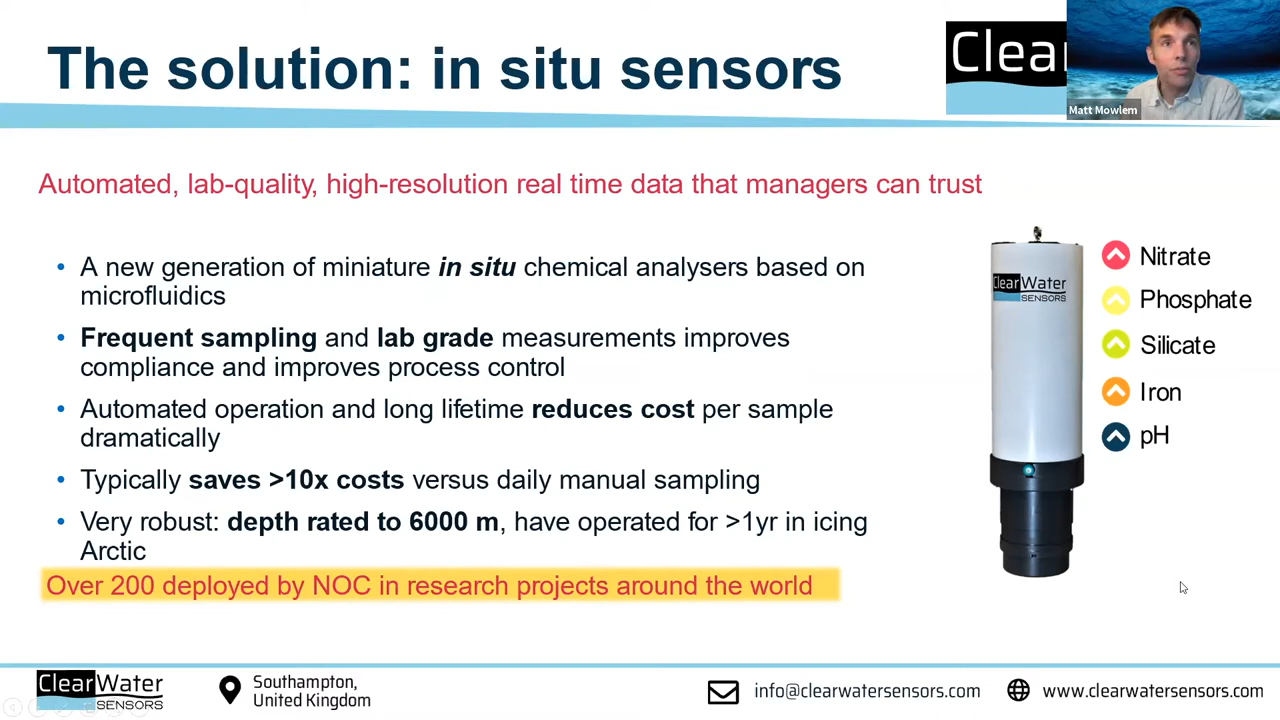 The solution: in situ sensors
Clear
Matt Mowlem
Automated, lab-quality, high-resolution real time data that managers can trust
• A new generation of miniature in situ chemical analysers based on
microfluidics
• Frequent sampling and lab grade measurements improves
compliance and improves process control
• Automated operation and long lifetime reduces cost per sample
dramatically
• Typically saves >10x costs versus daily manual sampling
• Very robust: depth rated to 6000 m, have operated for >1yr in icing
Arctic
Over 200 deployed by NOC in research projects around the world
ClearWater
SENSORS
Nitrate
Phosphate
Silicate
Iron
pH
ClearWater
SENSORS
Southampton,
United Kingdom
info@clearwatersensors.com
www.clearwatersensors.com